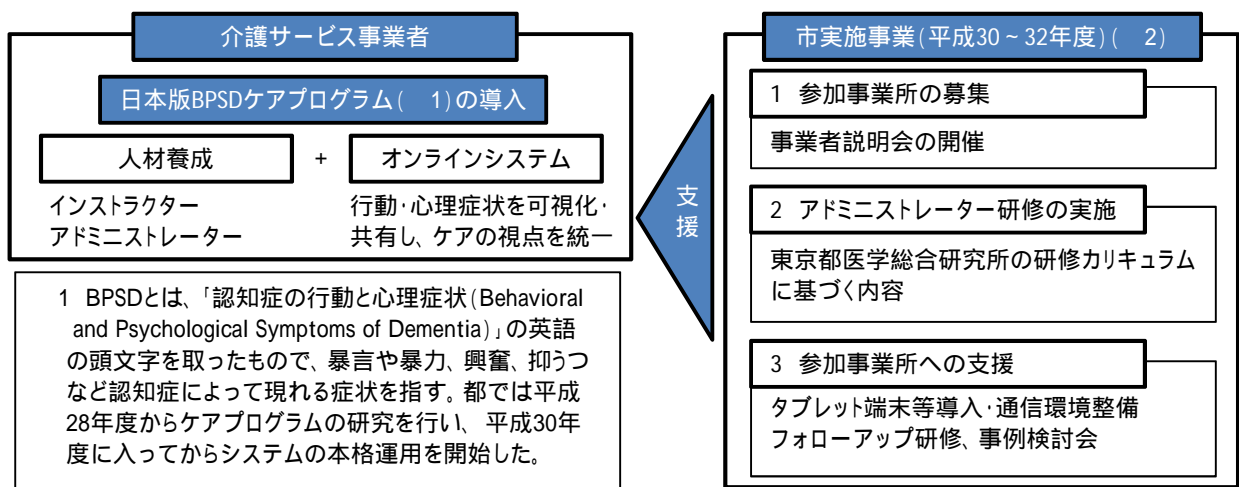 介護サービス事業者
日本版BPSDケアプログラム( 1)の導入
人材養成
+
オンラインシステム
インストラクター
アドミニストレーター
行動・心理症状を可視化・
共有し、ケアの視点を統一
1 BPSDとは、「認知症の行動と心理症状(Behavioral
and Psychological Symptoms of Dementia)」の英語
の頭文字を取ったもので、暴言や暴力、興奮、抑うつ
など認知症によって現れる症状を指す。都では平成
28年度からケアプログラムの研究を行い、平成30年
度に入ってからシステムの本格運用を開始した。
支援
市実施事業(平成30~32年度)( 2)
1 参加事業所の募集
事業者説明会の開催
2 アドミニストレーター研修の実施
東京都医学総合研究所の研修カリキュラム
に基づく内容
3 参加事業所への支援
タブレット端末等導入・通信環境整備
フォローアップ研修、事例検討会